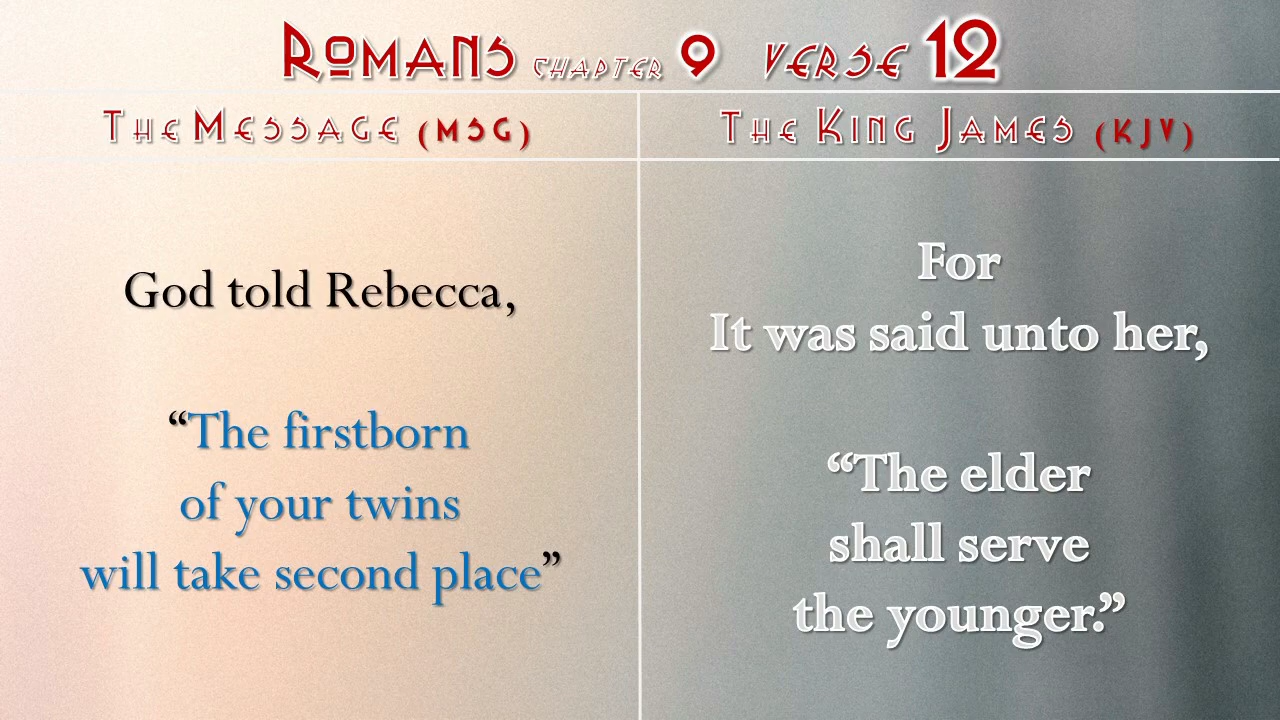 Romans chapter 9 verse 12
The Message (MSG)
The King James (KJV)
God told Rebecca,
“The firstborn
of your twins
will take second place”
For
It was said unto her,
“The elder
shall serve
the younger.”